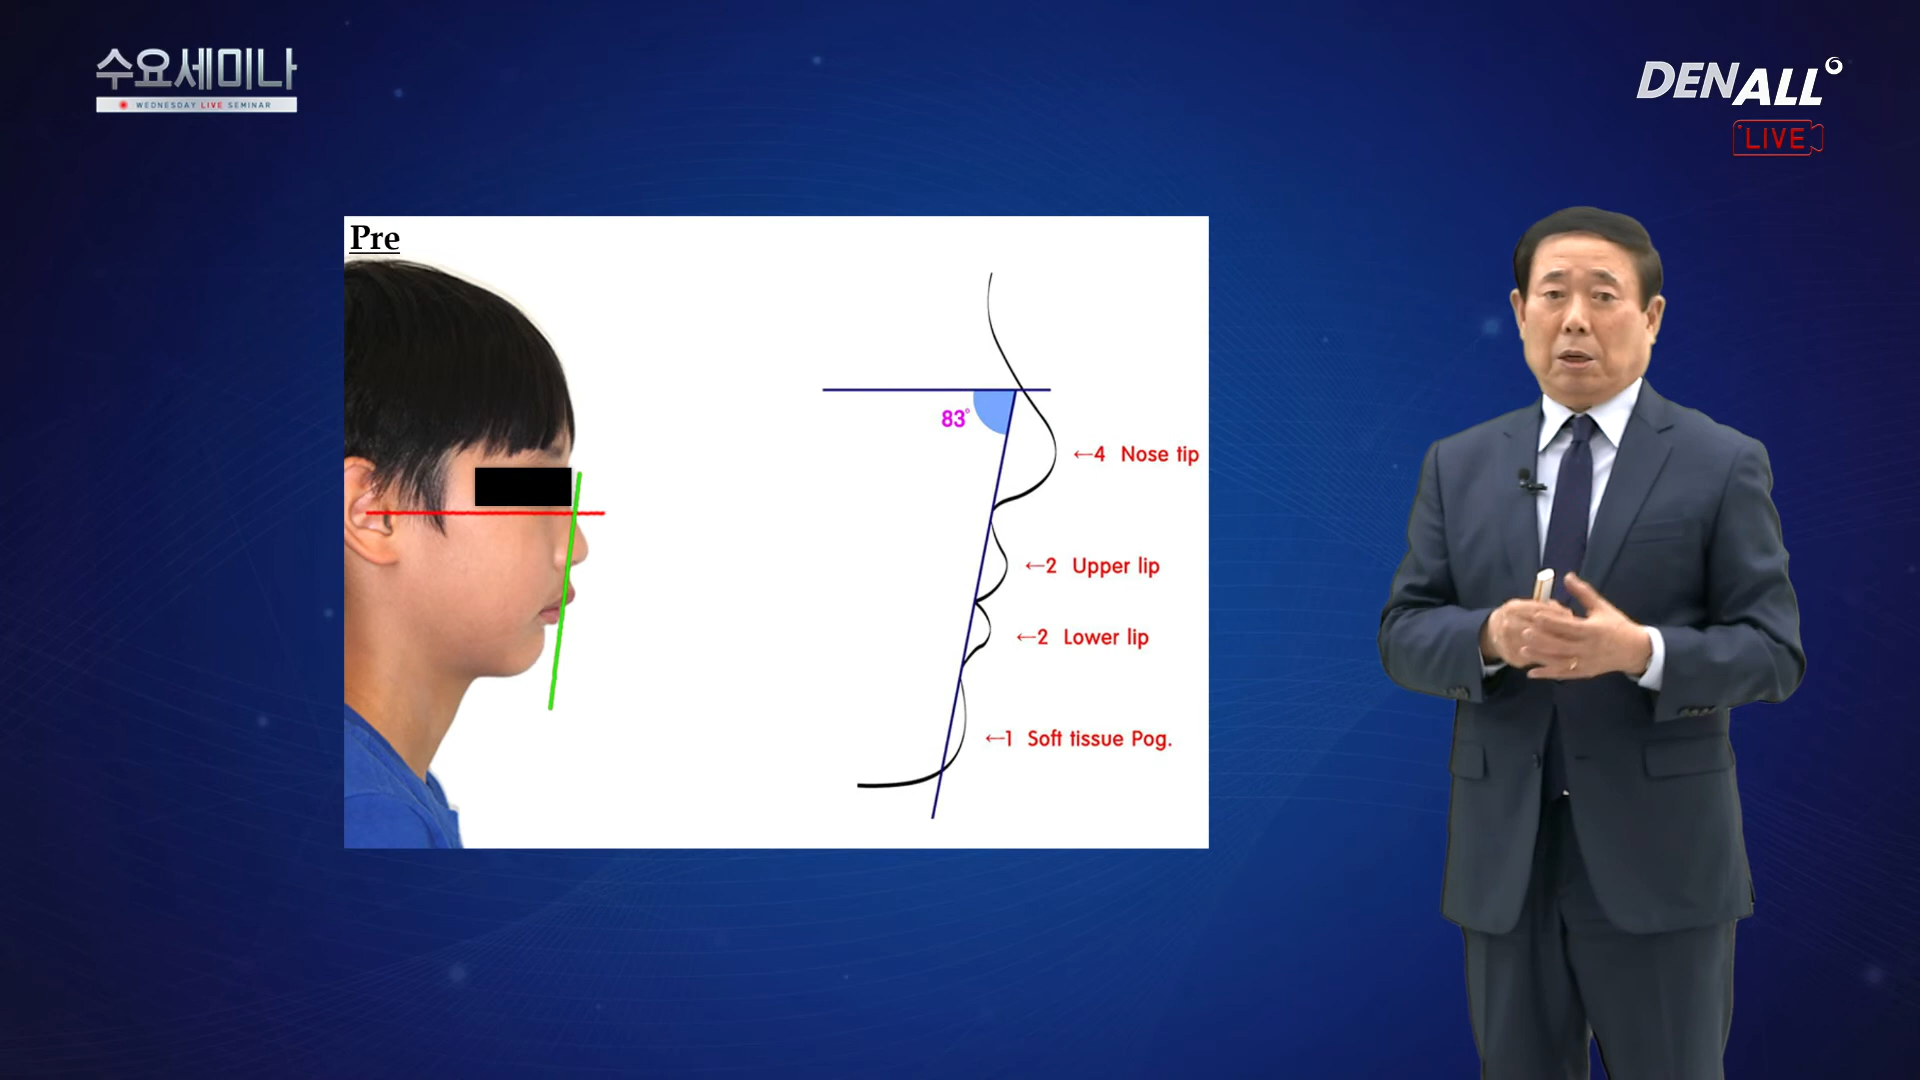 수요세미나
WEDNESDAY LIVE SEMINAR
DENALL
LIVE
Pre
83°
←4 Nose tip
←2 Upper lip
←2 Lower lip
←1 Soft tissue Pog.